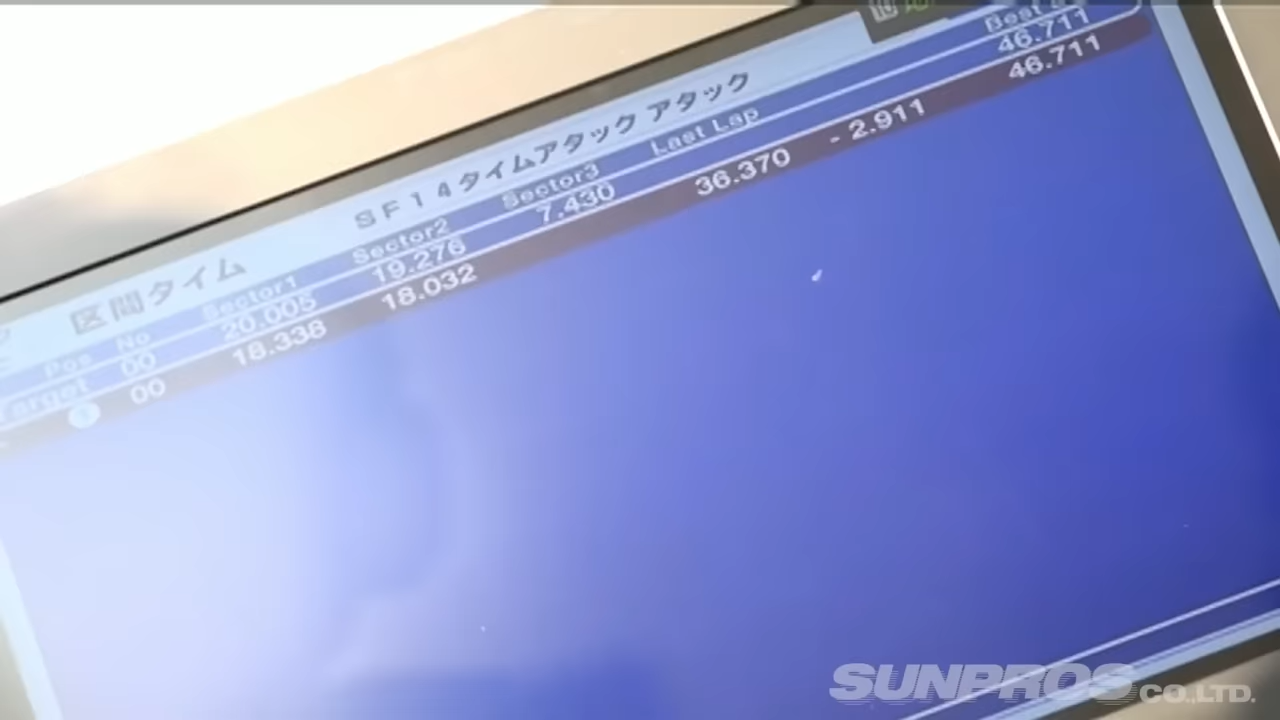 区間タイム SF14タイムアタック アタック
Pos No Sector1 Sector2 Sector3 Last Lap Best
Target 00 20.005 19.276 7.430 46.711
1 00 18.338 18.032 36.370 - 2.911 46.711
SUNPROS CO.,LTD.